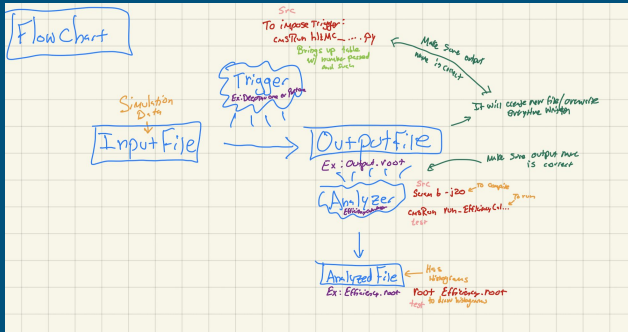 Flow Chart
Src
To impose Trigger:
cmsRun hltMC_....py
Brings up table
w/ number passed
and such
Make Sure output
name is correct
Trigger
Simulation
Data
It will create new file/overwrite
Input File
Output File
Ex: Output.root
Make Sure output name
is correct
Analyzer
Src
Scram b -j20
To compile
To run
cmsRun run_EfficiencyCal...
test
Analyzed File
Has
Histograms
Ex: Efficiency.root
root Efficiency.root
test
to draw histograms